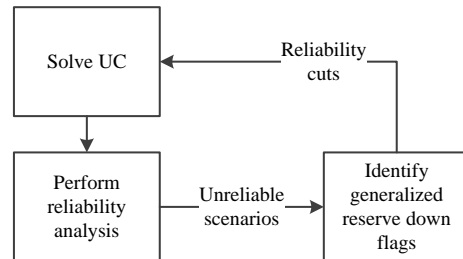 Solve UC
Reliability
cuts
Perform
reliability
analysis
Unreliable
scenarios
Identify
generalized
reserve down
flags